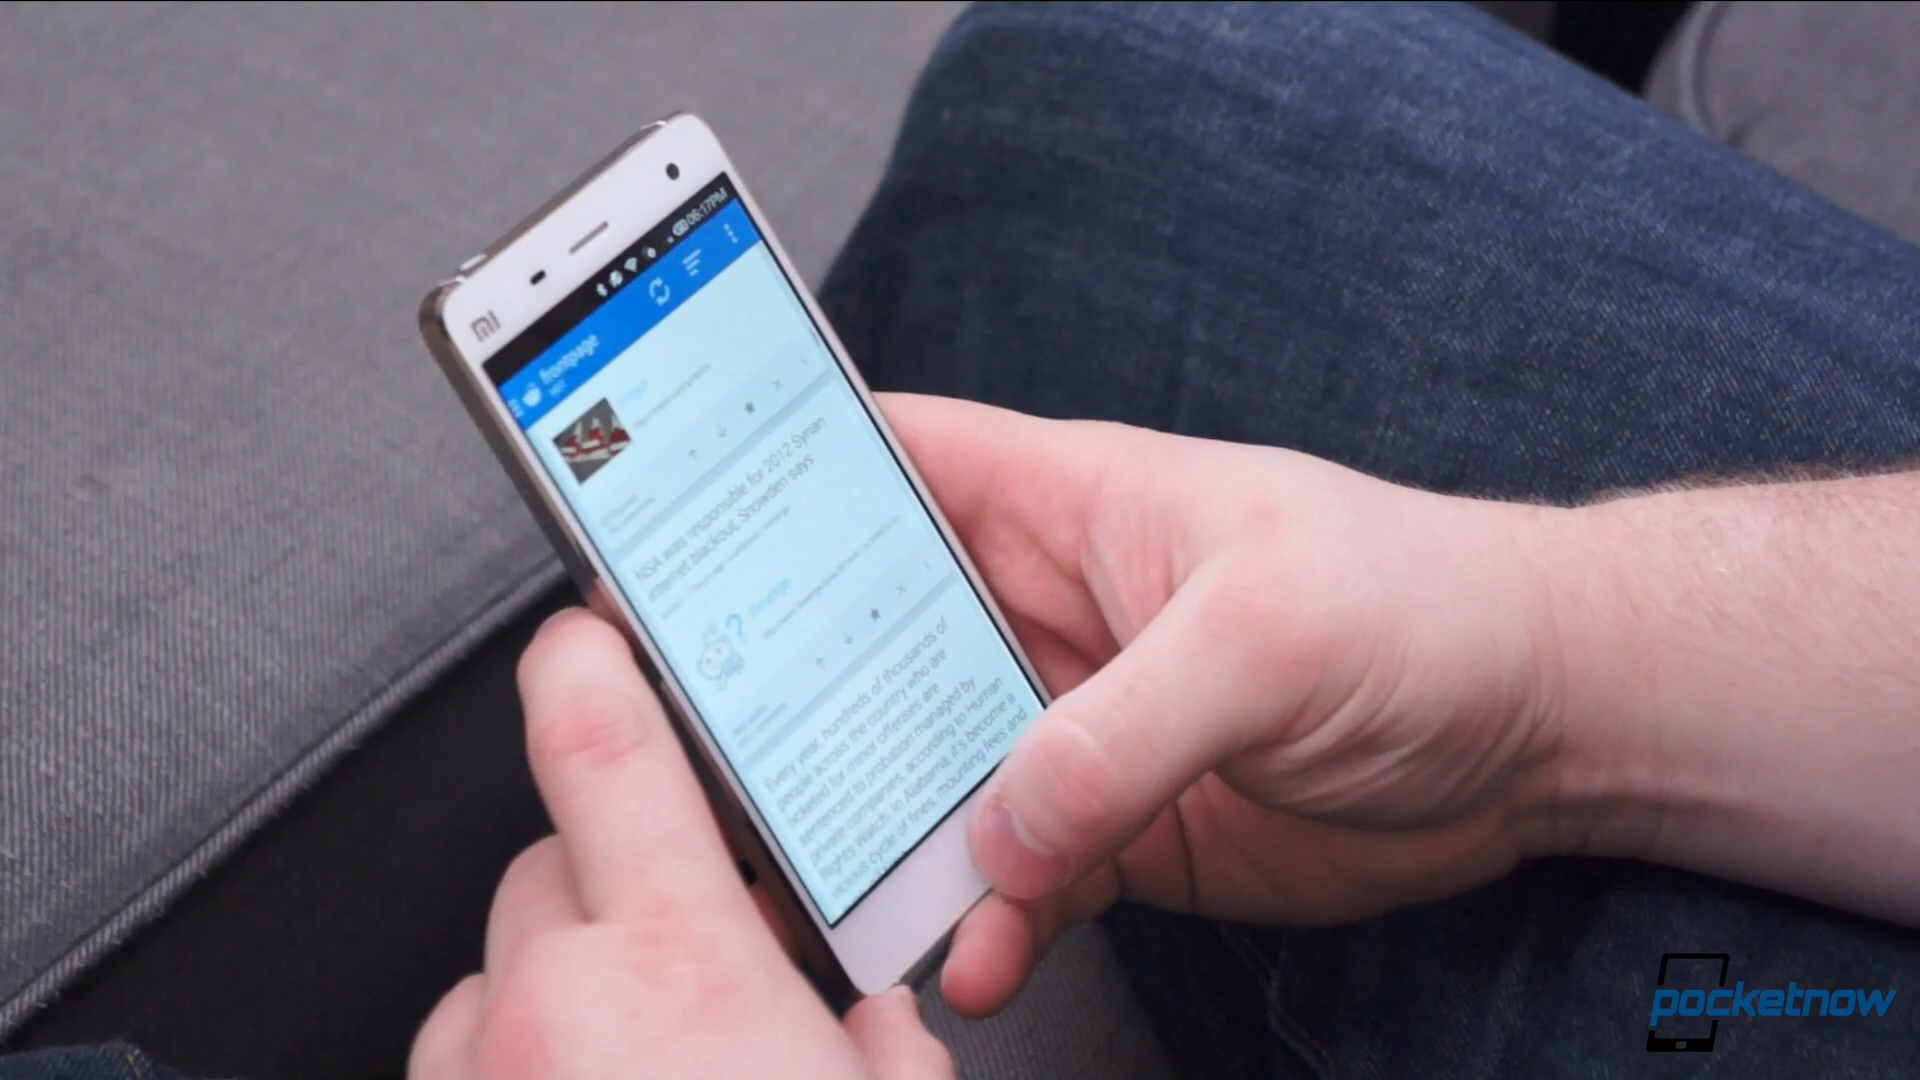 06:17PM
MI
frontpage
HOT
NSA was responsible for 2012 Syrian
internet blackout, Snowden says
theverge
Every year, hundreds of thousands of
people across the country who are
ticketed for minor offenses are
sentenced to probation managed by
private companies, according to Human
Rights Watch. In Alabama, it's become a
vicious cycle of fines, mounting fees and
pocketnow